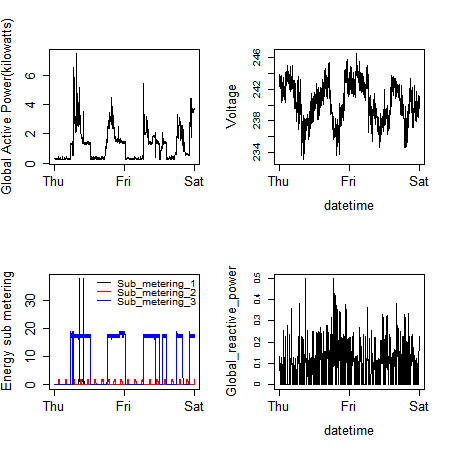 Global Active Power(kilowatts)
0 2 4 6
Thu Fri Sat
Voltage
234 238 242 246
Thu Fri Sat
datetime
Energy sub metering
0 10 20 30
Sub_metering_1
Sub_metering_2
Sub_metering_3
Thu Fri Sat
Global_reactive_power
0 0.1 0.2 0.3 0.4 0.5
Thu Fri Sat
datetime